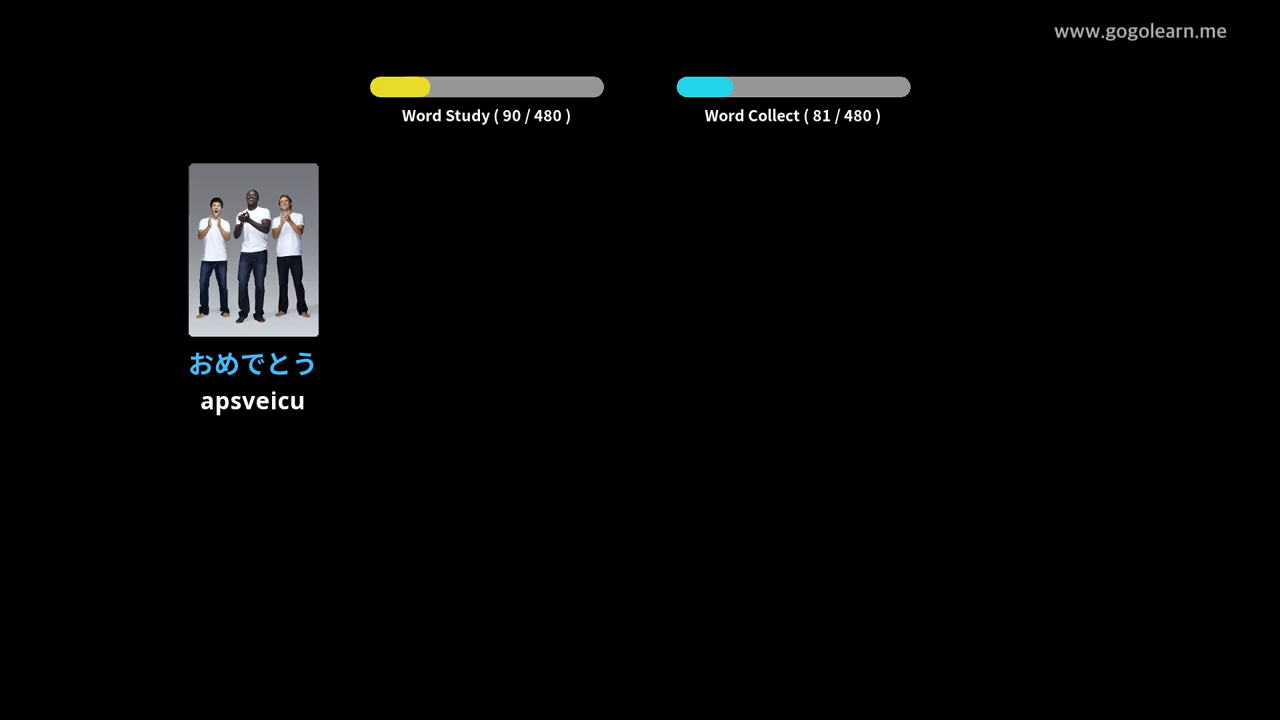 www.gogolearn.me
Word Study ( 90 / 480 )
Word Collect ( 81 / 480 )
おめでとう
apsveicu